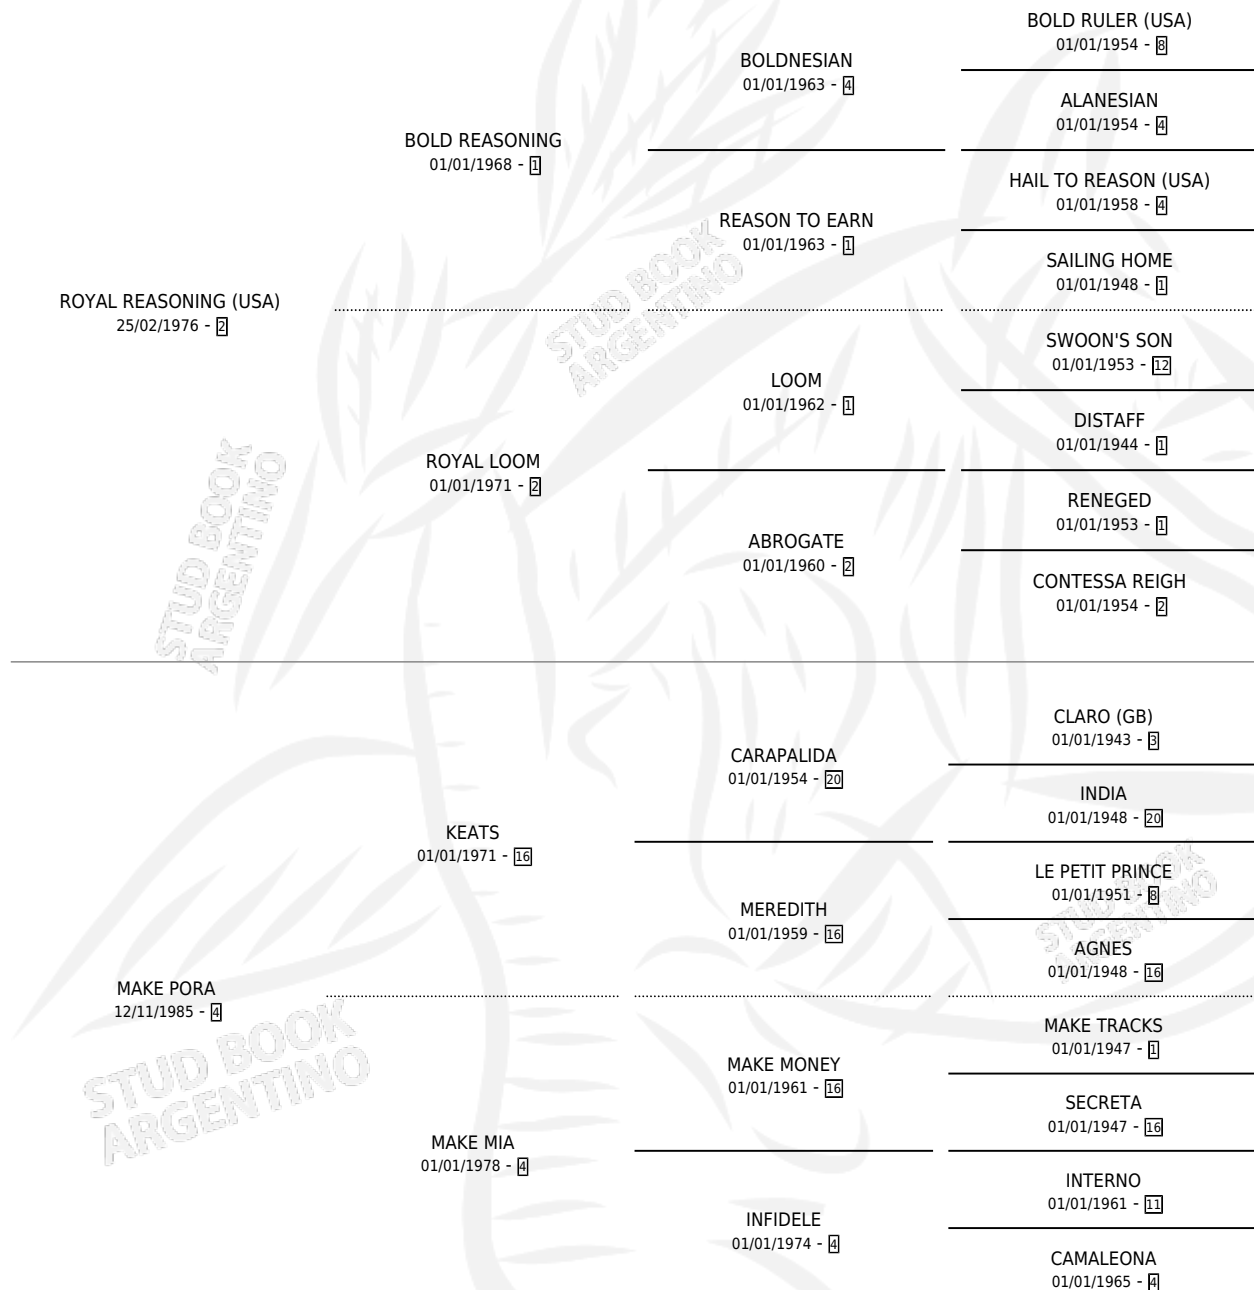 BOLD RULER (USA)
01/01/1954 - 8
BOLDNESIAN
01/01/1963 - 4
ALANESIAN
01/01/1954 - 4
BOLD REASONING
01/01/1968 - 1
HAIL TO REASON (USA)
01/01/1958 - 4
REASON TO EARN
01/01/1963 - 1
SAILING HOME
01/01/1948 - 1
ROYAL REASONING (USA)
25/02/1976 - 2
STUD BOOK
ARGENTINO
SWOON'S SON
01/01/1953 - 12
LOOM
01/01/1962 - 1
DISTAFF
01/01/1944 - 1
ROYAL LOOM
01/01/1971 - 2
RENEGED
01/01/1953 - 1
ABROGATE
01/01/1960 - 2
CONTESSA REIGH
01/01/1954 - 2
STUD BOOK
ARGENTINO
CLARO (GB)
01/01/1943 - 3
CARAPALIDA
01/01/1954 - 20
INDIA
01/01/1948 - 20
KEATS
01/01/1971 - 16
LE PETIT PRINCE
01/01/1951 - 8
MEREDITH
01/01/1959 - 16
STUD BOOK
ARGENTINO
AGNES
01/01/1948 - 16
MAKE PORA
12/11/1985 - 4
STUD BOOK
ARGENTINO
MAKE TRACKS
01/01/1947 - 1
MAKE MONEY
01/01/1961 - 16
SECRETA
01/01/1947 - 16
MAKE MIA
01/01/1978 - 4
INTERNO
01/01/1961 - 11
INFIDELE
01/01/1974 - 4
CAMALEONA
01/01/1965 - 4